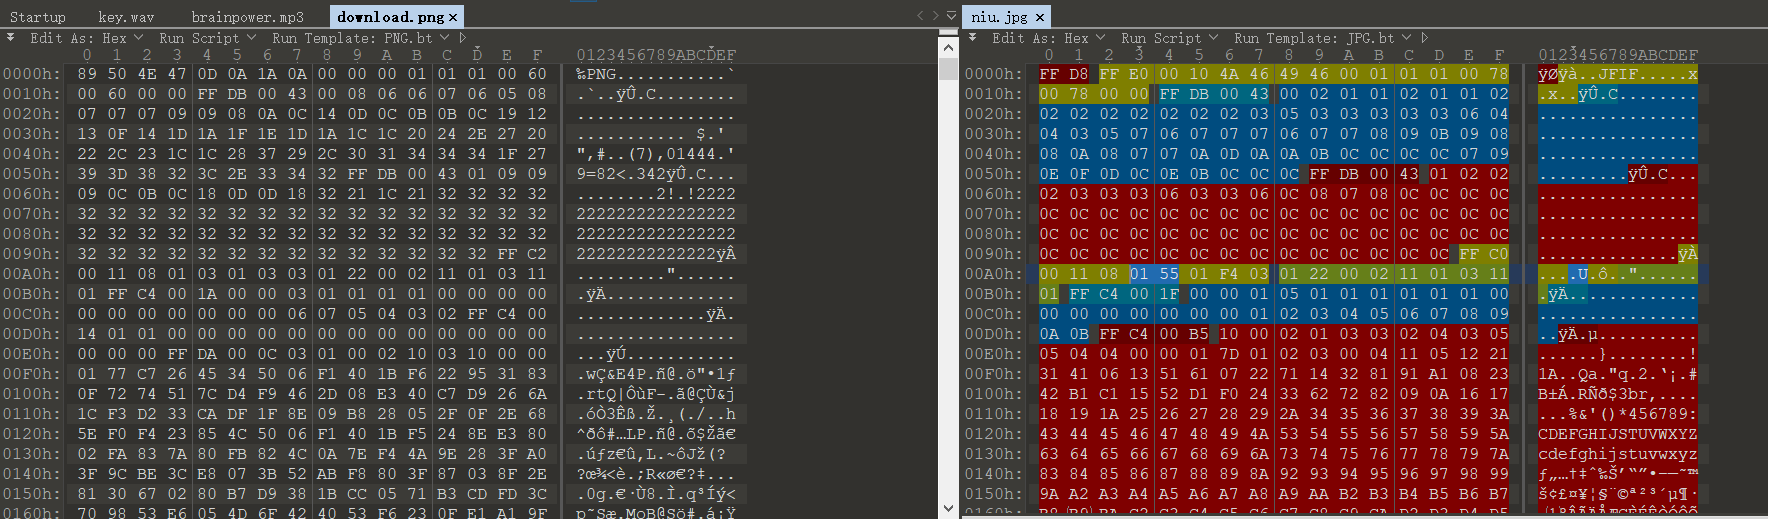 Startup key.wav brainpower.mp3 download.png ×
Edit As: Hex Run Script Run Template: PNG.bt
0 1 2 3 4 5 6 7 8 9 A B C D E F 0123456789ABCDEF
0000h: 89 50 4E 47 0D 0A 1A 0A 00 00 00 01 01 01 00 60 ‰PNG...........`
0010h: 00 60 00 00 FF DB 00 43 00 08 06 06 07 06 05 08 .`..ÿÛ.C........
0020h: 07 07 07 09 09 08 0A 0C 14 0D 0C 0B 0B 0C 19 12 ................
0030h: 13 0F 14 1D 1A 1F 1E 1D 1A 1C 1C 20 24 2E 27 20 ........... $.'
0040h: 22 2C 23 1C 1C 28 37 29 2C 30 31 34 34 34 1F 27 ",#..(7),01444.'
0050h: 39 3D 38 32 3C 2E 33 34 32 FF DB 00 43 01 09 09 9=82<.342ÿÛ.C...
0060h: 09 0C 0B 0C 18 0D 0D 18 32 21 1C 21 32 32 32 32 ........2!.!2222
0070h: 32 32 32 32 32 32 32 32 32 32 32 32 32 32 32 32 2222222222222222
0080h: 32 32 32 32 32 32 32 32 32 32 32 32 32 32 32 32 2222222222222222
0090h: 32 32 32 32 32 32 32 32 32 32 32 32 32 32 FF C2 22222222222222ÿÂ
00A0h: 00 11 08 01 03 01 03 03 01 22 00 02 11 01 03 11 ........."......
00B0h: 01 FF C4 00 1A 00 00 03 01 01 01 01 00 00 00 00 .ÿÄ.............
00C0h: 00 00 00 00 00 00 00 06 07 05 04 03 02 FF C4 00 .............ÿÄ.
00D0h: 14 01 01 00 00 00 00 00 00 00 00 00 00 00 00 00 ................
00E0h: 00 00 00 FF DA 00 0C 03 01 00 02 10 03 10 00 00 ...ÿÚ...........
00F0h: 01 77 C7 26 45 34 50 06 F1 40 1B F6 22 95 31 83 .wÇ&E4P.ñ@.ö"•1ƒ
0100h: 0F 72 74 51 7C D4 F9 46 2D 08 E3 40 C7 D9 26 6A .rtQ|ÔùF-.ã@ÇÙ&j
0110h: 1C F3 D2 33 CA DF 1F 8E 09 B8 28 05 2F 0F 2E 68 .óÒ3Êß.Ž.¸(./..h
0120h: 5E F0 F4 23 85 4C 50 06 F1 40 1B F5 24 8E E3 80 ^ðô#…LP.ñ@.õ$Žã€
0130h: 02 FA 83 7A 80 FB 82 4C 0A 7E F4 4A 9E 28 3F A0 .úƒz€û‚L.~ôJž(?
0140h: 3F 9C BE 3C E8 07 3B 52 AB F8 80 3F 87 03 8F 2E ?œ¾<è.;R«ø€?‡...
0150h: 81 30 67 02 80 B7 D9 38 1B CC 05 71 B3 CD FD 3C .0g.€·Ù8.Ì.q³Íý<
0160h: 70 98 53 E6 05 4D 6F 42 40 53 F6 23 0F E1 A1 9F p˜Sæ.MoB@Sö#.á¡Ÿ
niu.jpg ×
Edit As: Hex Run Script Run Template: JPG.bt
0 1 2 3 4 5 6 7 8 9 A B C D E F 0123456789ABCDEF
0000h: FF D8 FF E0 00 10 4A 46 49 46 00 01 01 01 00 78 ÿØÿà..JFIF.....x
0010h: 00 78 00 00 FF DB 00 43 00 02 01 01 02 01 01 02 .x..ÿÛ.C........
0020h: 02 02 02 02 02 02 02 03 05 03 03 03 03 03 06 04 ................
0030h: 04 03 05 07 06 07 07 07 06 07 07 08 09 0B 09 08 ................
0040h: 08 0A 08 07 07 0A 0D 0A 0A 0B 0C 0C 0C 0C 07 09 ................
0050h: 0E 0F 0D 0C 0E 0B 0C 0C 0C FF DB 00 43 01 02 02 .........ÿÛ.C...
0060h: 02 03 03 03 06 03 03 06 0C 08 07 08 0C 0C 0C 0C ................
0070h: 0C 0C 0C 0C 0C 0C 0C 0C 0C 0C 0C 0C 0C 0C 0C 0C ................
0080h: 0C 0C 0C 0C 0C 0C 0C 0C 0C 0C 0C 0C 0C 0C 0C 0C ................
0090h: 0C 0C 0C 0C 0C 0C 0C 0C 0C 0C 0C 0C 0C 0C FF C0 ..............ÿÀ
00A0h: 00 11 08 01 55 01 F4 03 01 22 00 02 11 01 03 11 ....U.ô.."......
00B0h: 01 FF C4 00 1F 00 00 01 05 01 01 01 01 01 01 00 .ÿÄ.............
00C0h: 00 00 00 00 00 00 00 01 02 03 04 05 06 07 08 09 ................
00D0h: 0A 0B FF C4 00 B5 10 00 02 01 03 03 02 04 03 05 ..ÿÄ.µ..........
00E0h: 05 04 04 00 00 01 7D 01 02 03 00 04 11 05 12 21 ......}........!
00F0h: 31 41 06 13 51 61 07 22 71 14 32 81 91 A1 08 23 1A..Qa."q.2.‘¡.#
0100h: 42 B1 C1 15 52 D1 F0 24 33 62 72 82 09 0A 16 17 B±Á.RÑð$3br‚....
0110h: 18 19 1A 25 26 27 28 29 2A 34 35 36 37 38 39 3A ...%&'()*456789:
0120h: 43 44 45 46 47 48 49 4A 53 54 55 56 57 58 59 5A CDEFGHIJSTUVWXYZ
0130h: 63 64 65 66 67 68 69 6A 73 74 75 76 77 78 79 7A cdefghijstuvwxyz
0140h: 83 84 85 86 87 88 89 8A 92 93 94 95 96 97 98 99 ƒ„…†‡ˆ‰Š’“”•–—˜™
0150h: 9A A2 A3 A4 A5 A6 A7 A8 A9 AA B2 B3 B4 B5 B6 B7 š¢£¤¥¦§¨©ª²³´µ¶·
0160h: B8 B9 BA C2 C3 C4 C5 C6 C7 C8 C9 CA D2 D3 D4 D5 ¸¹ºÂÃÄÅÆÇÈÉÊÒÓÔÕ